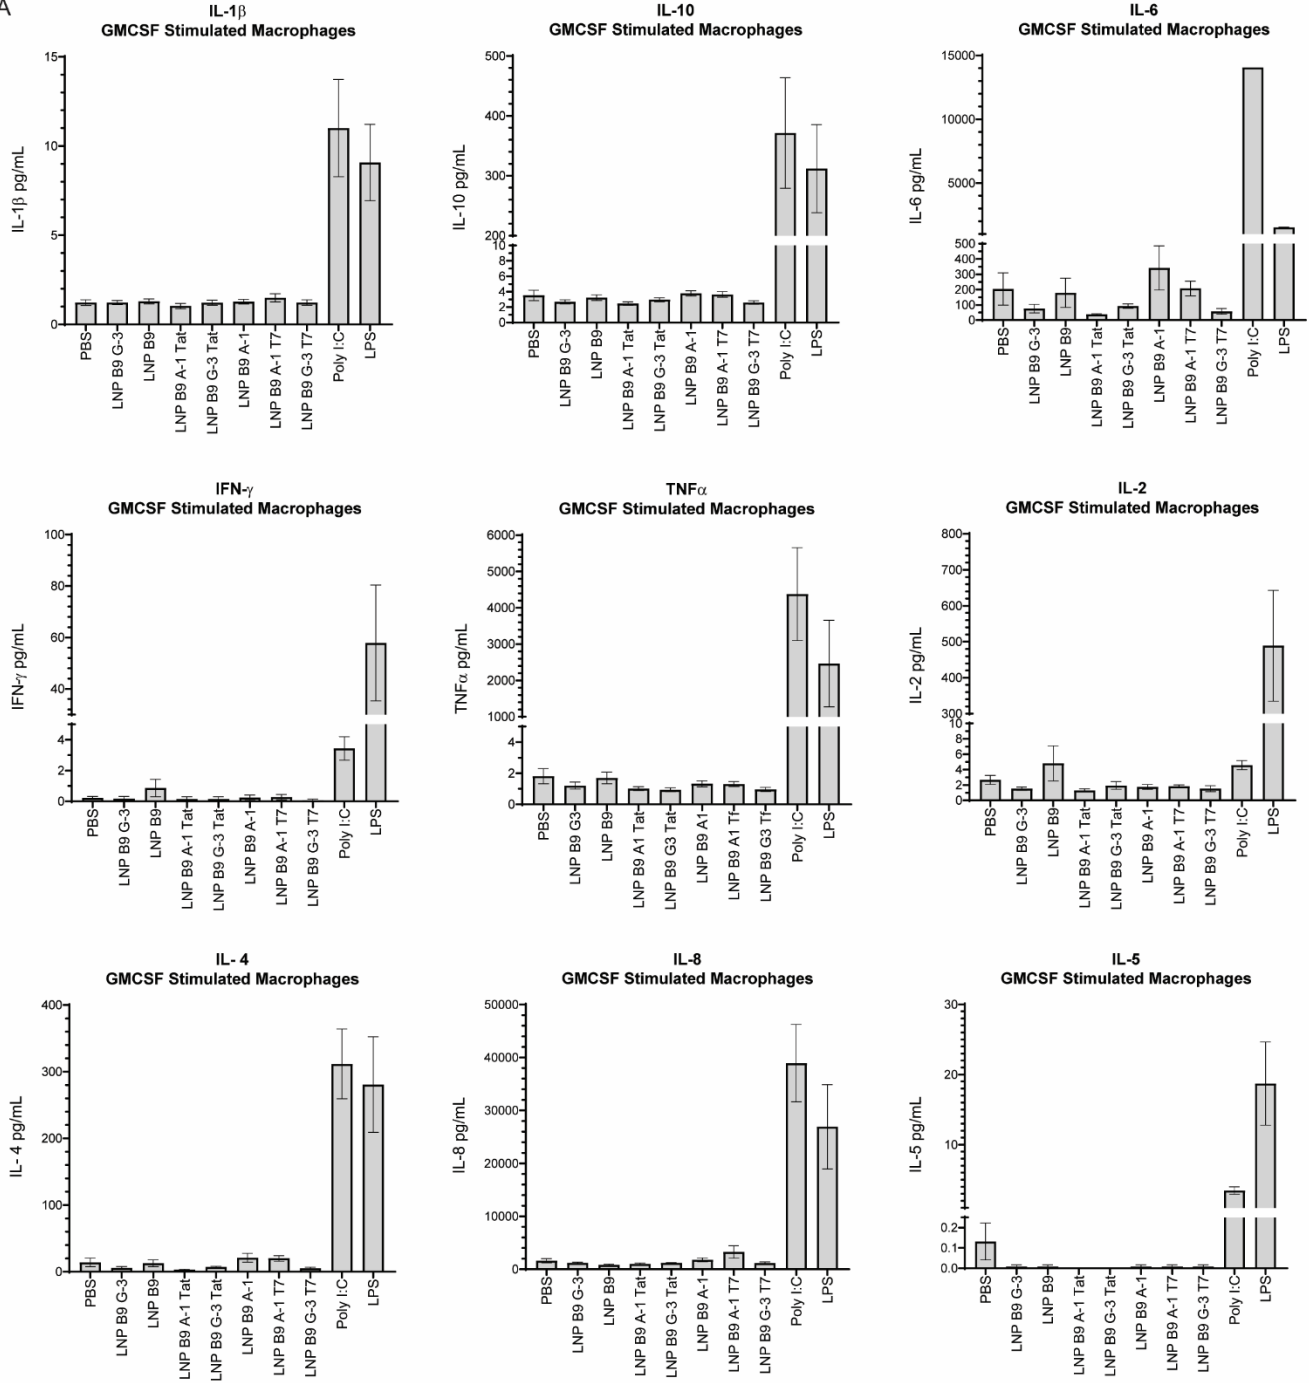 A
IL-1β
GMCSF Stimulated Macrophages
IL-1β pg/mL
15
10
5
0
PBS
LNP B9 G-3
LNP B9
LNP B9 A-1 Tat
LNP B9 G-3 Tat
LNP B9 A-1
LNP B9 A-1 T7
LNP B9 G-3 T7
Poly I:C
LPS
IL-10
GMCSF Stimulated Macrophages
IL-10 pg/mL
500
400
300
200
10
8
6
4
2
0
PBS
LNP B9 G-3
LNP B9
LNP B9 A-1 Tat
LNP B9 G-3 Tat
LNP B9 A-1
LNP B9 A-1 T7
LNP B9 G-3 T7
Poly I:C
LPS
IL-6
GMCSF Stimulated Macrophages
IL-6 pg/mL
15000
10000
5000
500
400
300
200
100
0
PBS
LNP B9 G-3
LNP B9
LNP B9 A-1 Tat
LNP B9 G-3 Tat
LNP B9 A-1
LNP B9 A-1 T7
LNP B9 G-3 T7
Poly I:C
LPS
IFN-γ
GMCSF Stimulated Macrophages
IFN-γ pg/mL
100
80
60
40
4
2
0
PBS
LNP B9 G-3
LNP B9
LNP B9 A-1 Tat
LNP B9 G-3 Tat
LNP B9 A-1
LNP B9 A-1 T7
LNP B9 G-3 T7
Poly I:C
LPS
TNFα
GMCSF Stimulated Macrophages
TNFα pg/mL
6000
5000
4000
3000
2000
1000
4
2
0
PBS
LNP B9 G3
LNP B9
LNP B9 A1 Tat
LNP B9 G3 Tat
LNP B9 A1
LNP B9 A1 Tf
LNP B9 G3 Tf
Poly I:C
LPS
IL-2
GMCSF Stimulated Macrophages
IL-2 pg/mL
800
700
600
500
400
300
10
8
6
4
2
0
PBS
LNP B9 G-3
LNP B9
LNP B9 A-1 Tat
LNP B9 G-3 Tat
LNP B9 A-1
LNP B9 A-1 T7
LNP B9 G-3 T7
Poly I:C
LPS
IL- 4
GMCSF Stimulated Macrophages
IL- 4 pg/mL
400
300
200
100
0
PBS
LNP B9 G-3
LNP B9
LNP B9 A-1 Tat
LNP B9 G-3 Tat
LNP B9 A-1
LNP B9 A-1 T7
LNP B9 G-3 T7
Poly I:C
LPS
IL-8
GMCSF Stimulated Macrophages
IL-8 pg/mL
50000
40000
30000
20000
10000
0
PBS
LNP B9 G-3
LNP B9
LNP B9 A-1 Tat
LNP B9 G-3 Tat
LNP B9 A-1
LNP B9 A-1 T7
LNP B9 G-3 T7
Poly I:C
LPS
IL-5
GMCSF Stimulated Macrophages
IL-5 pg/mL
30
20
10
0.2
0.1
0.0
PBS
LNP B9 G-3
LNP B9
LNP B9 A-1 Tat
LNP B9 G-3 Tat
LNP B9 A-1
LNP B9 A-1 T7
LNP B9 G-3 T7
Poly I:C
LPS